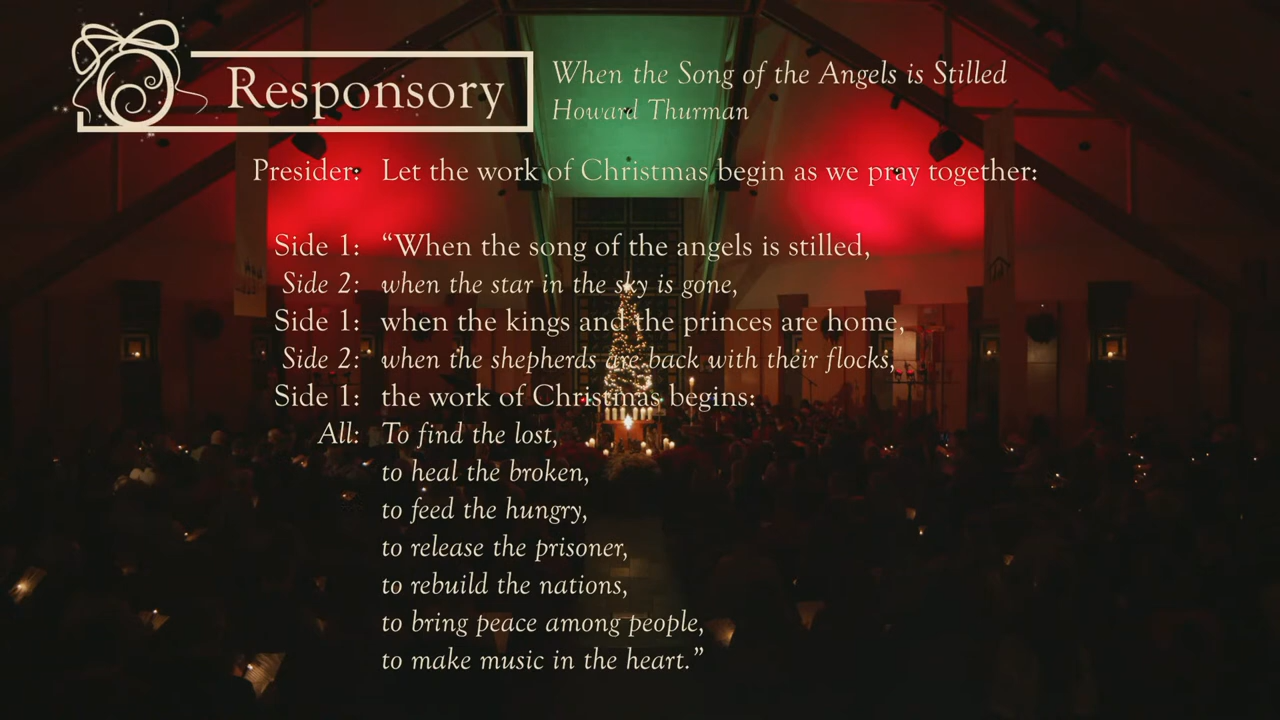 Responsory
When the Song of the Angels is Stilled
Howard Thurman
Presider: Let the work of Christmas begin as we pray together:
Side 1: “When the song of the angels is stilled,
Side 2: when the star in the sky is gone,
Side 1: when the kings and the princes are home,
Side 2: when the shepherds are back with their flocks,
Side 1: the work of Christmas begins:
All: To find the lost,
to heal the broken,
to feed the hungry,
to release the prisoner,
to rebuild the nations,
to bring peace among people,
to make music in the heart.”